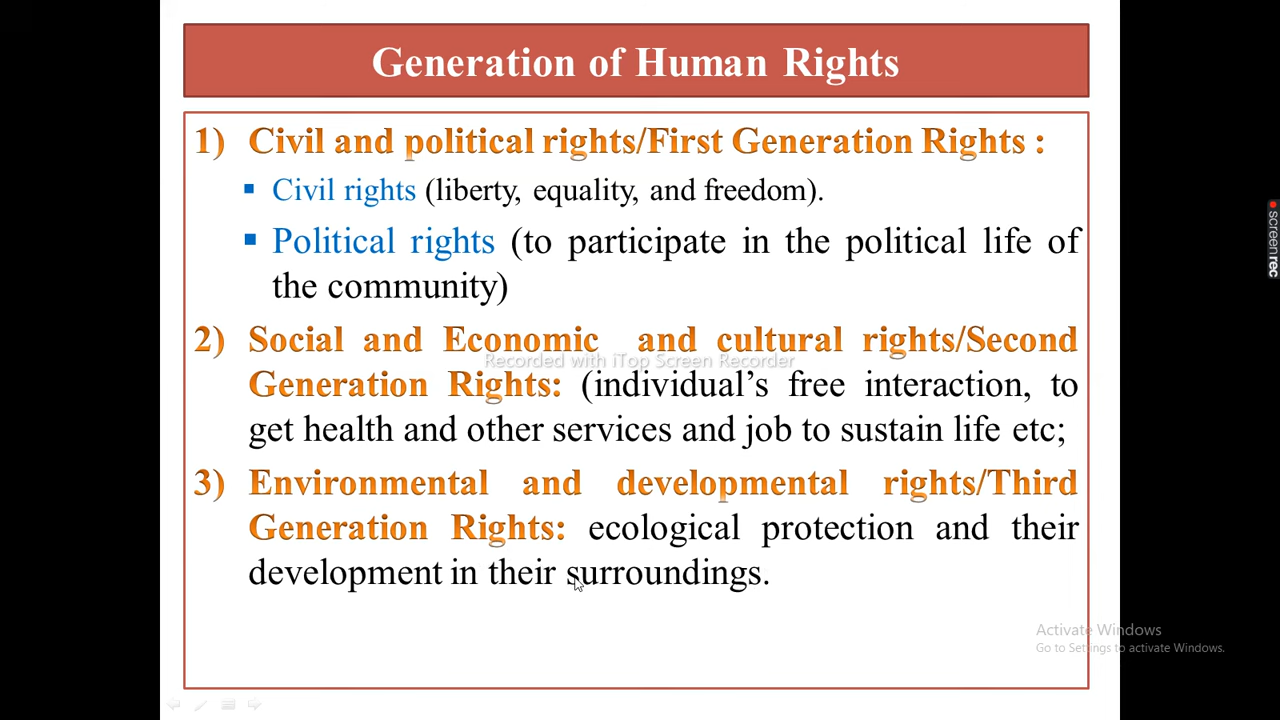 Generation of Human Rights
1) Civil and political rights/First Generation Rights :
▪ Civil rights (liberty, equality, and freedom).
▪ Political rights (to participate in the political life of
the community)
2) Social and Economic and cultural rights/Second
Recorded with iTop Screen Recorder
Generation Rights: (individual’s free interaction, to
get health and other services and job to sustain life etc;
3) Environmental and developmental rights/Third
Generation Rights: ecological protection and their
development in their surroundings.
Activate Windows
Go to Settings to activate Windows.
screenrec